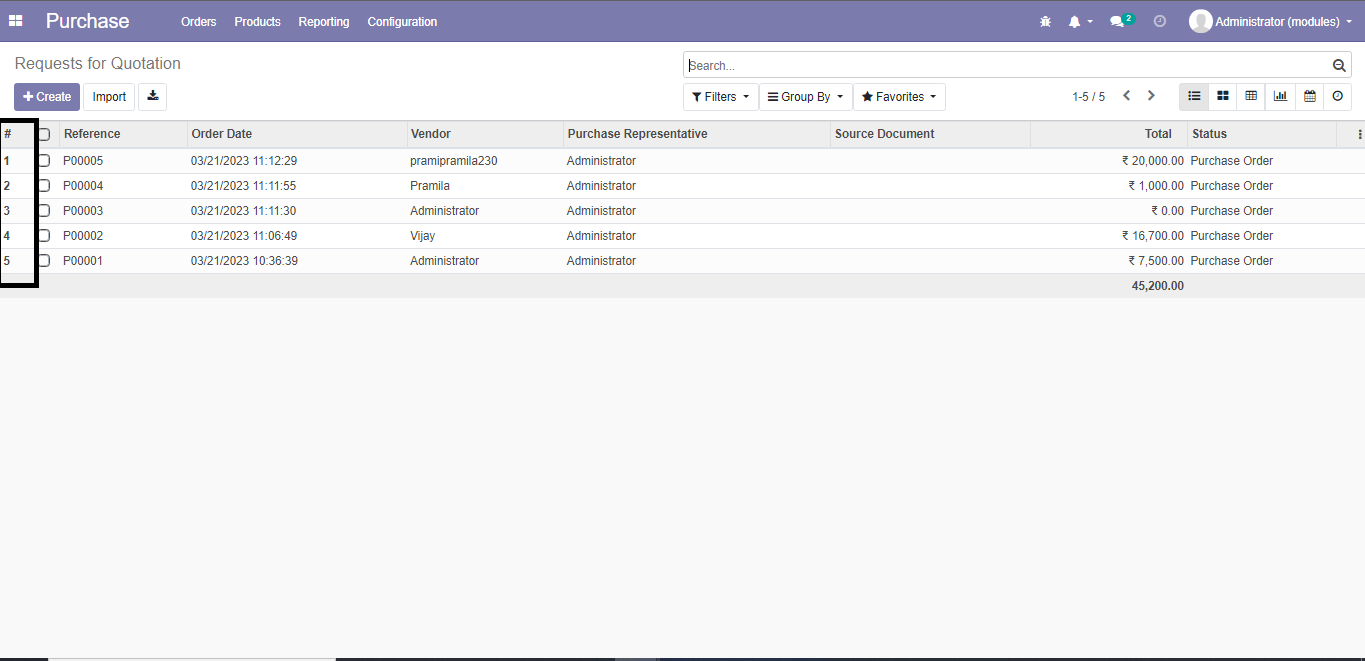 Purchase Orders Products Reporting Configuration 2 Administrator (modules)
Requests for Quotation Search...
Create Import Filters Group By Favorites 1-5 / 5
# Reference Order Date Vendor Purchase Representative Source Document Total Status
1 P00005 03/21/2023 11:12:29 pramipramila230 Administrator ₹ 20,000.00 Purchase Order
2 P00004 03/21/2023 11:11:55 Pramila Administrator ₹ 1,000.00 Purchase Order
3 P00003 03/21/2023 11:11:30 Administrator Administrator ₹ 0.00 Purchase Order
4 P00002 03/21/2023 11:06:49 Vijay Administrator ₹ 16,700.00 Purchase Order
5 P00001 03/21/2023 10:36:39 Administrator Administrator ₹ 7,500.00 Purchase Order
45,200.00